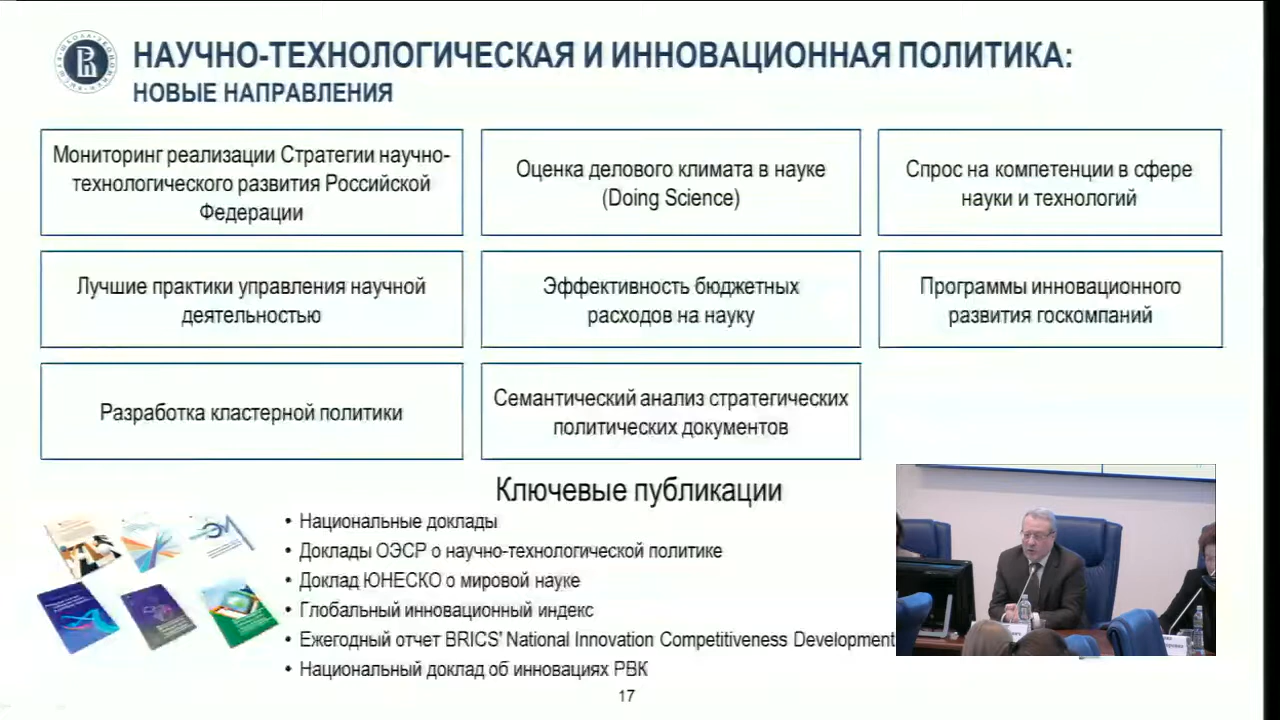 НАУЧНО-ТЕХНОЛОГИЧЕСКАЯ И ИННОВАЦИОННАЯ ПОЛИТИКА:
НОВЫЕ НАПРАВЛЕНИЯ
Мониторинг реализации Стратегии научно-
технологического развития Российской
Федерации
Оценка делового климата в науке
(Doing Science)
Спрос на компетенции в сфере
науки и технологий
Лучшие практики управления научной
деятельностью
Эффективность бюджетных
расходов на науку
Программы инновационного
развития госкомпаний
Разработка кластерной политики
Семантический анализ стратегических
политических документов
Ключевые публикации
• Национальные доклады
• Доклады ОЭСР о научно-технологической политике
• Доклад ЮНЕСКО о мировой науке
• Глобальный инновационный индекс
• Ежегодный отчет BRICS' National Innovation Competitiveness Development
• Национальный доклад об инновациях РВК
17